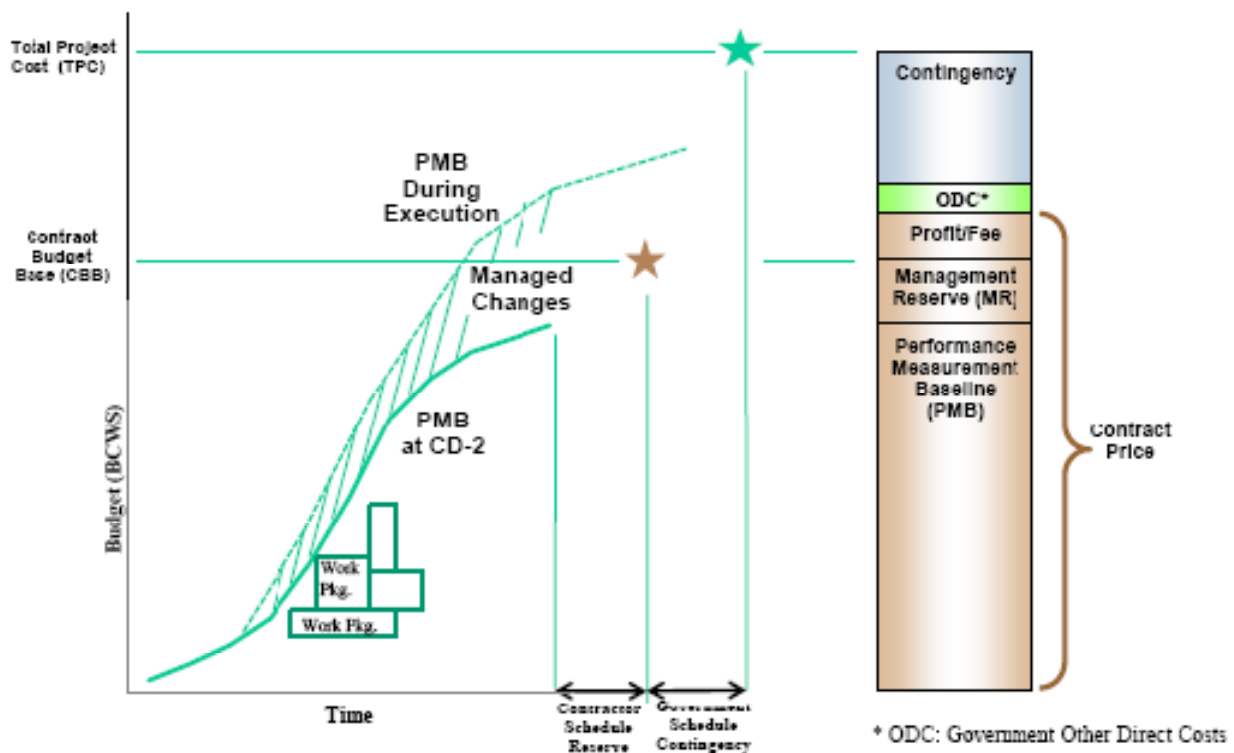 Total Project
Cost (TPC)
Contingency
PMB
During
Execution
ODC*
Profit/Fee
Contract
Budget
Base (CBB)
Managed
Changes
Management
Reserve (MR)
Performance
Measurement
Baseline
(PMB)
PMB
at CD-2
Contract
Price
Budget (BCWS)
Work
Pkg.
Work Pkg.
Time
Contractor
Schedule
Reserve
Government
Schedule
Contingency
* ODC: Government Other Direct Costs